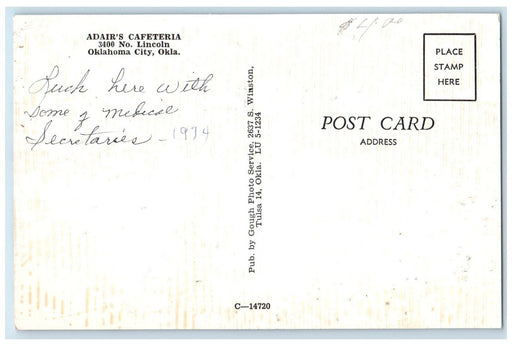 ADAIR'S CAFETERIA
3400 No. Lincoln
Oklahoma City, Okla.
Luch here with
some of medical
Secretaries - 1974
Pub. by Gough Photo Service, 2637 S. Winston,
Tulsa 14, Okla. LU 5-1234
C—14720
$4.00
PLACE
STAMP
HERE
POST CARD
ADDRESS